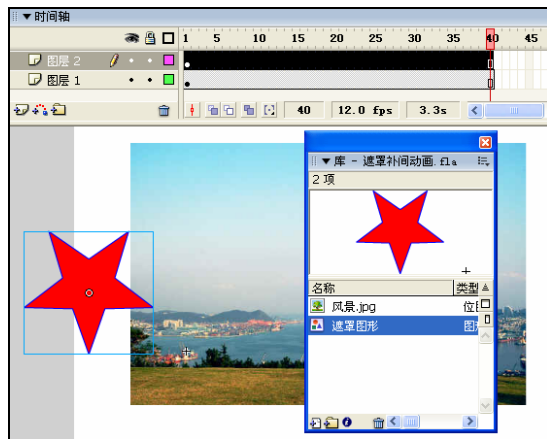 ▼时间轴
1 5 10 15 20 25 30 35 40 45
图层 2
图层 1
40 12.0 fps 3.3s
▼库 - 遮罩补间动画.fla
2 项
名称 类型
风景.jpg 位
遮罩图形